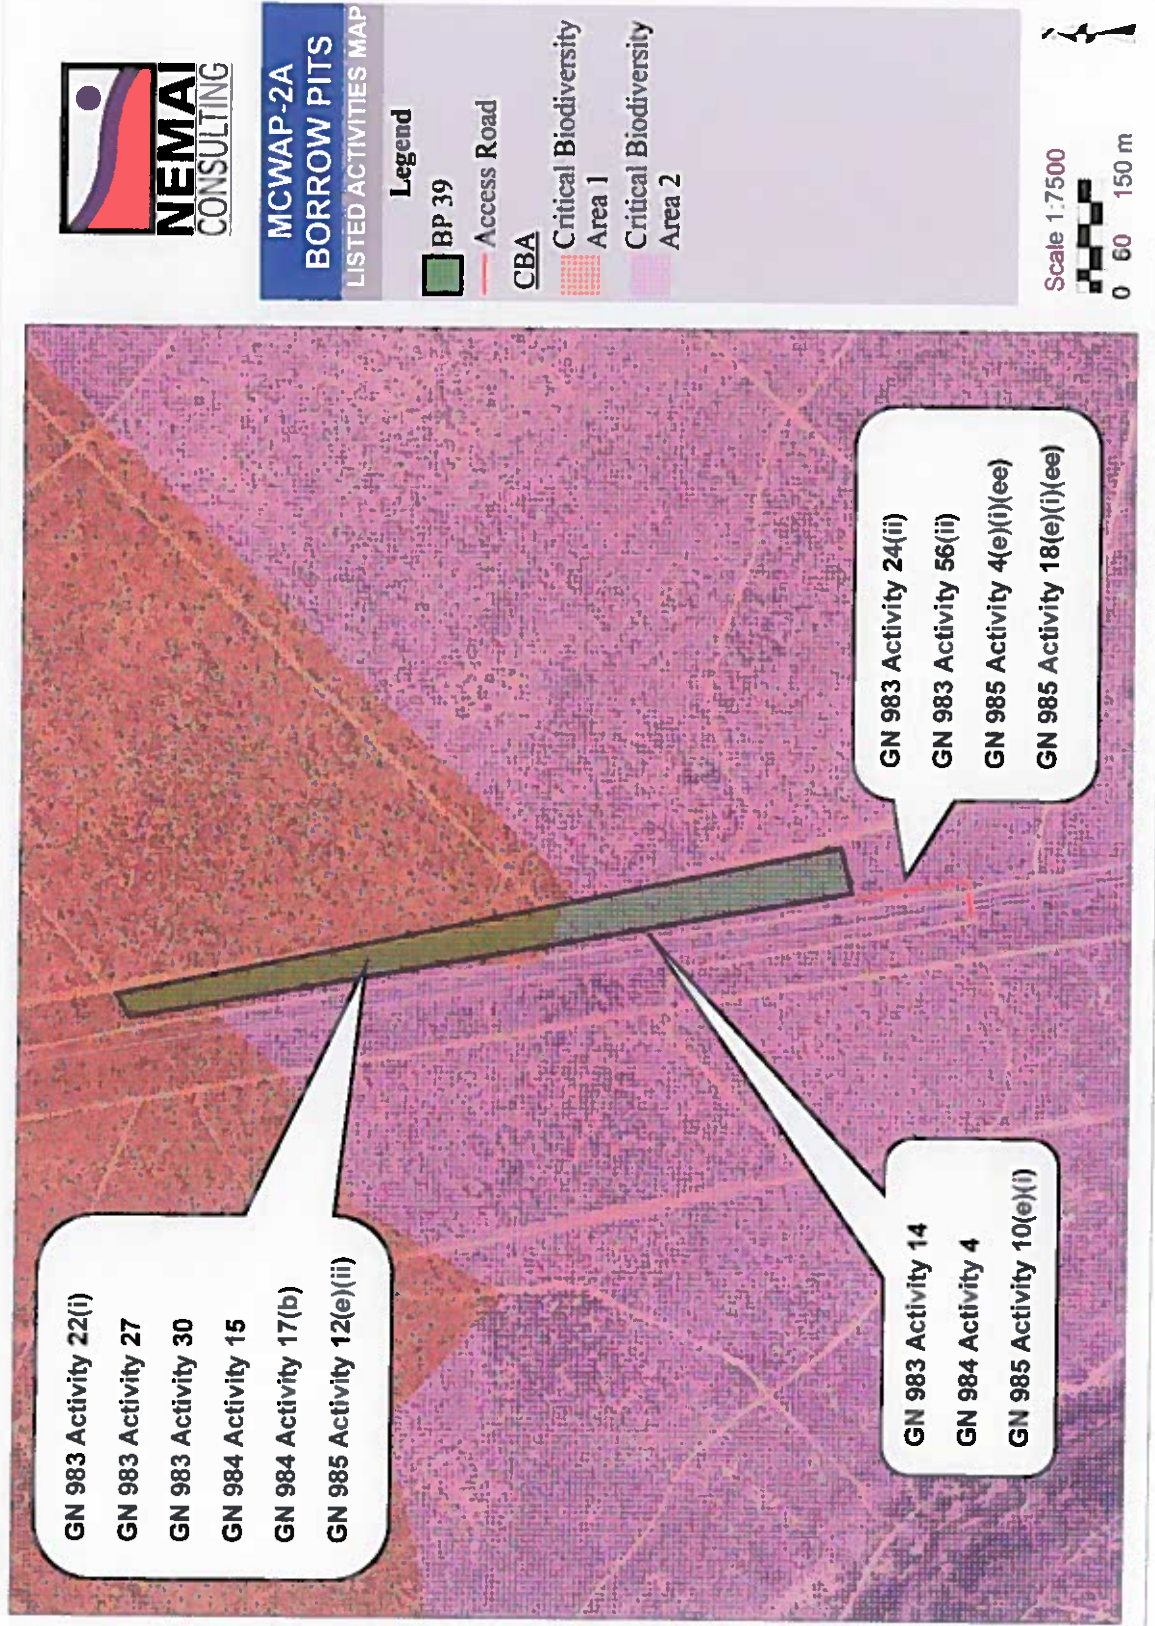 NEMAI
CONSULTING
MCWAP-2A
BORROW PITS
LISTED ACTIVITIES MAP
Legend
BP 39
Access Road
CBA
Critical Biodiversity
Area 1
Critical Biodiversity
Area 2
Scale 1:7500
0 60 150 m
GN 983 Activity 22(i)
GN 983 Activity 27
GN 983 Activity 30
GN 984 Activity 15
GN 984 Activity 17(b)
GN 985 Activity 12(e)(ii)
GN 983 Activity 14
GN 984 Activity 4
GN 985 Activity 10(e)(i)
GN 983 Activity 24(ii)
GN 983 Activity 56(ii)
GN 985 Activity 4(e)(i)(ee)
GN 985 Activity 18(e)(i)(ee)